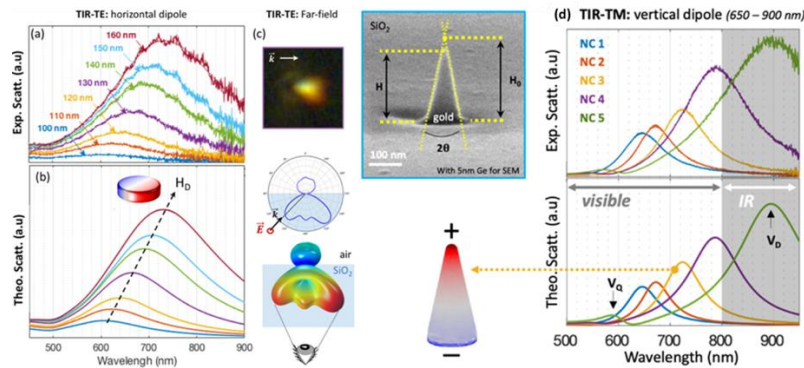 TIR-TE: horizontal dipole
(a)
160 nm
150 nm
140 nm
130 nm
120 nm
110 nm
100 nm
Exp. Scatt. (a.u)
(b)
H_D
Theo. Scatt. (a.u)
500 600 700 800 900
Wavelengh (nm)
TIR-TE: Far-field
(c)
k
k
E
air
SiO₂
SiO₂
H
H₀
gold
2θ
100 nm
With 5nm Ge for SEM
+
−
(d) TIR-TM: vertical dipole (650 – 900 nm)
NC 1
NC 2
NC 3
NC 4
NC 5
Exp. Scatt. (a.u)
visible
IR
V_Q
V_D
Theo. Scatt. (a.u)
500 600 700 800 900
Wavelength (nm)